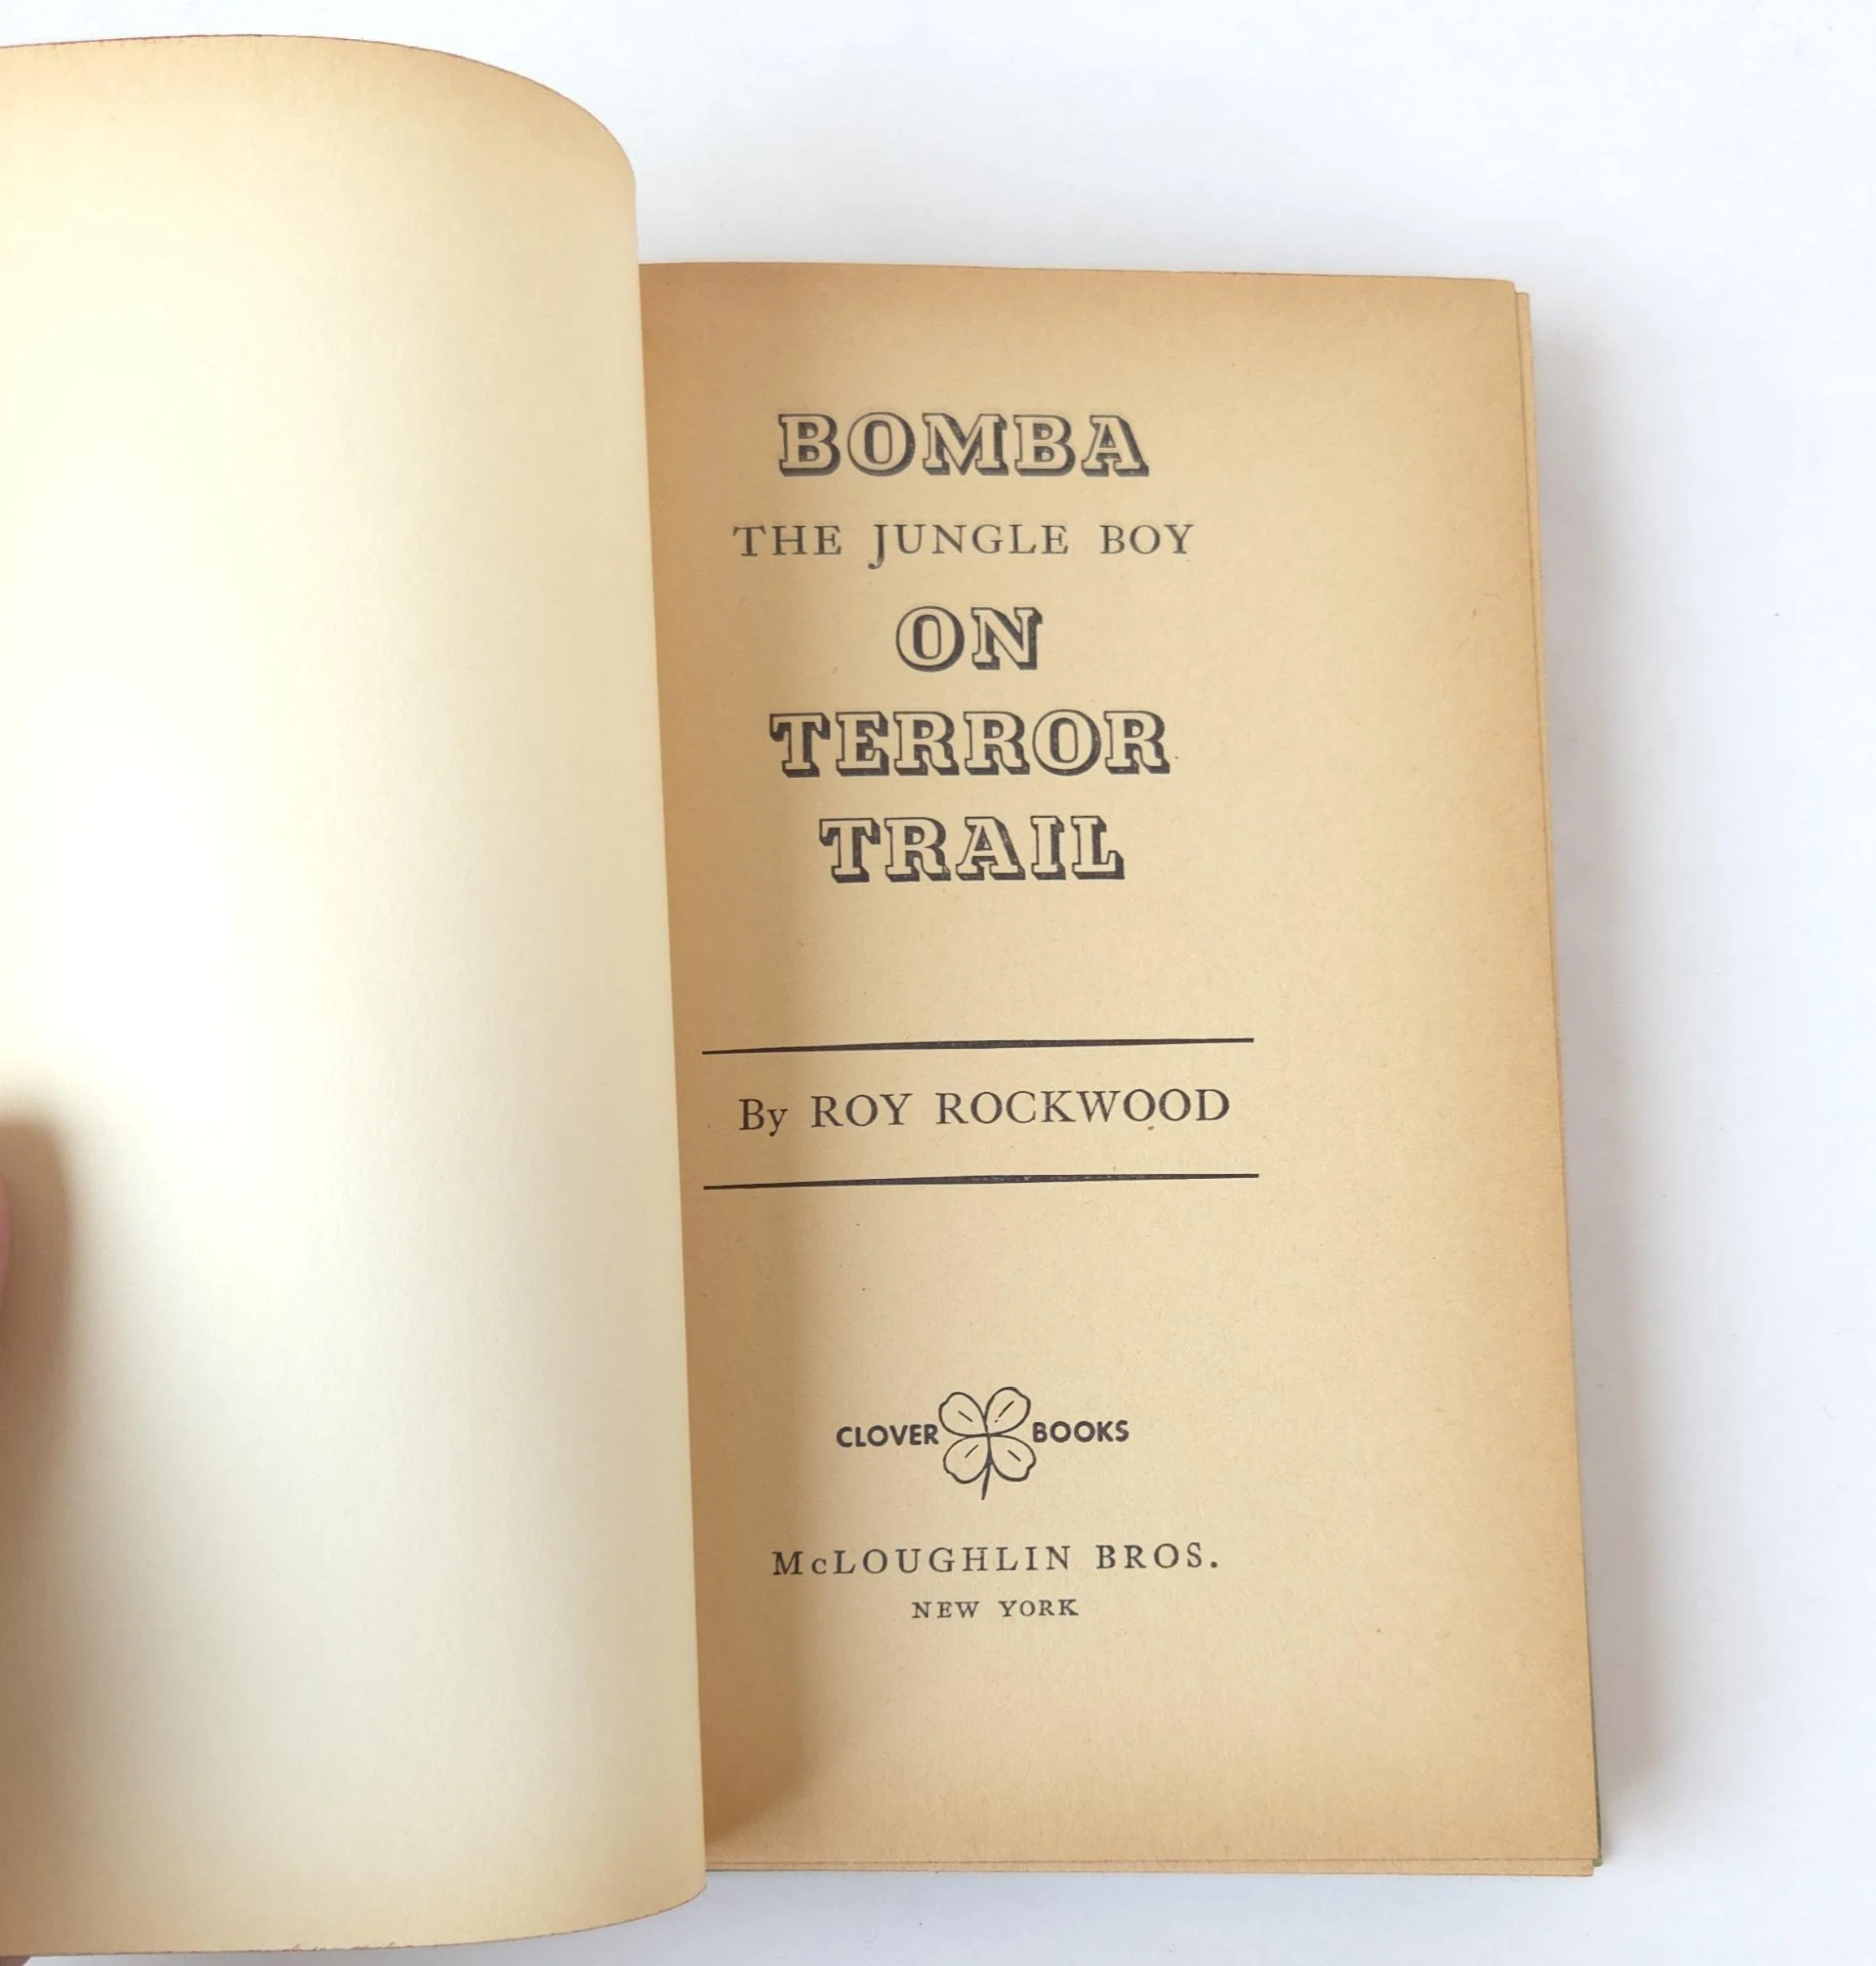 BOMBA
THE JUNGLE BOY
ON
TERROR
TRAIL
By ROY ROCKWOOD
CLOVER BOOKS
McLOUGHLIN BROS.
NEW YORK